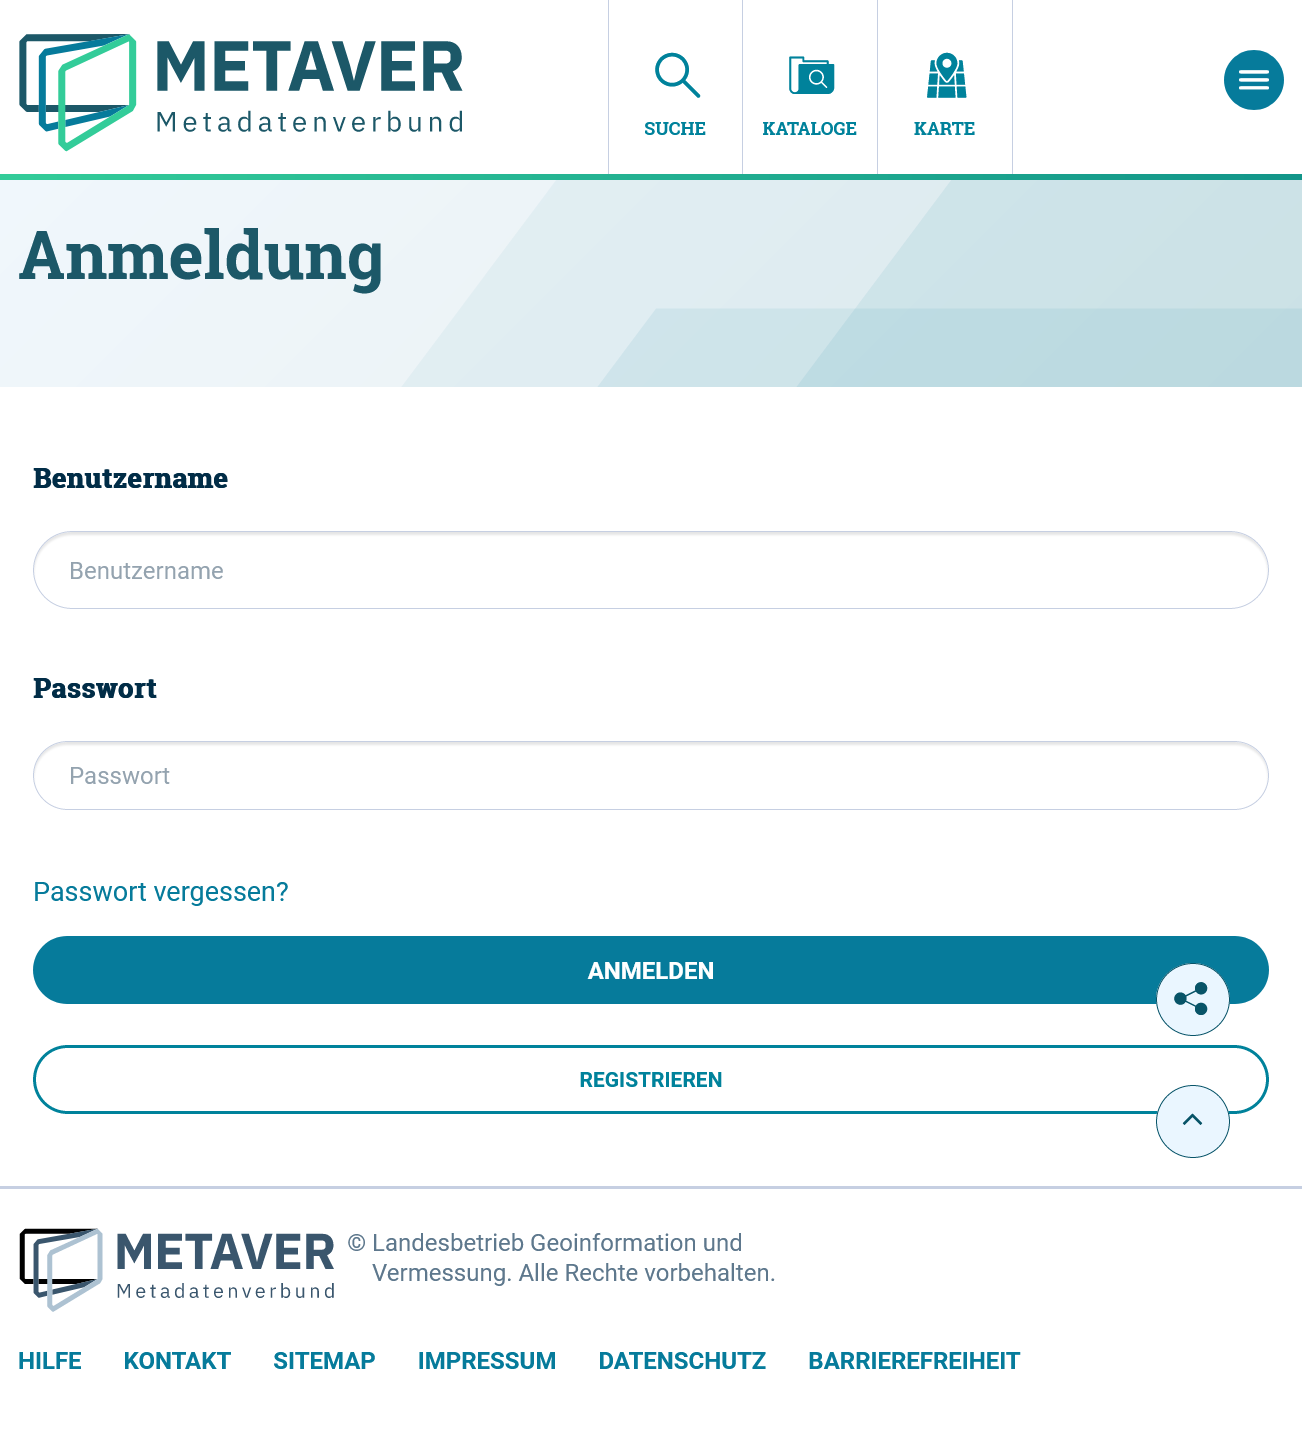 METAVER
Metadatenverbund
SUCHE
KATALOGE
KARTE
Anmeldung
Benutzername
Benutzername
Passwort
Passwort
Passwort vergessen?
ANMELDEN
REGISTRIEREN
METAVER
Metadatenverbund
© Landesbetrieb Geoinformation und
Vermessung. Alle Rechte vorbehalten.
HILFE KONTAKT SITEMAP IMPRESSUM DATENSCHUTZ BARRIEREFREIHEIT